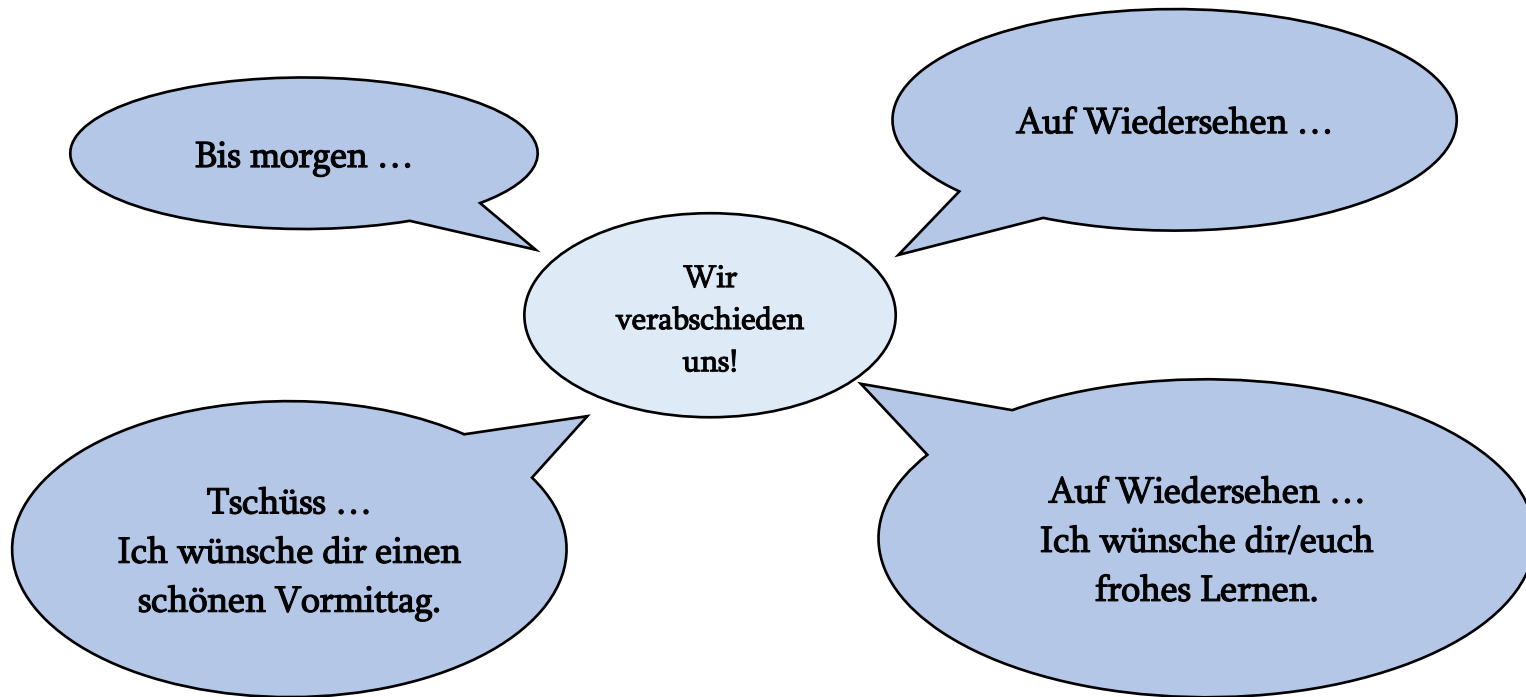 Bis morgen …
Auf Wiedersehen …
Wir
verabschieden
uns!
Tschüss …
Ich wünsche dir einen
schönen Vormittag.
Auf Wiedersehen …
Ich wünsche dir/euch
frohes Lernen.